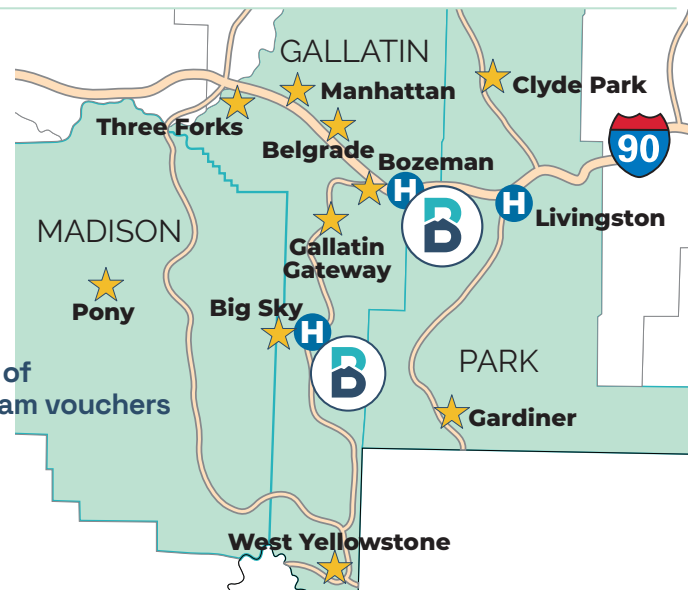 GALLATIN
Clyde Park
Manhattan
Three Forks
90
Belgrade
Bozeman
H
B
H
Livingston
MADISON
Gallatin
Gateway
Pony
Big Sky
H
B
PARK
of
am vouchers
Gardiner
West Yellowstone